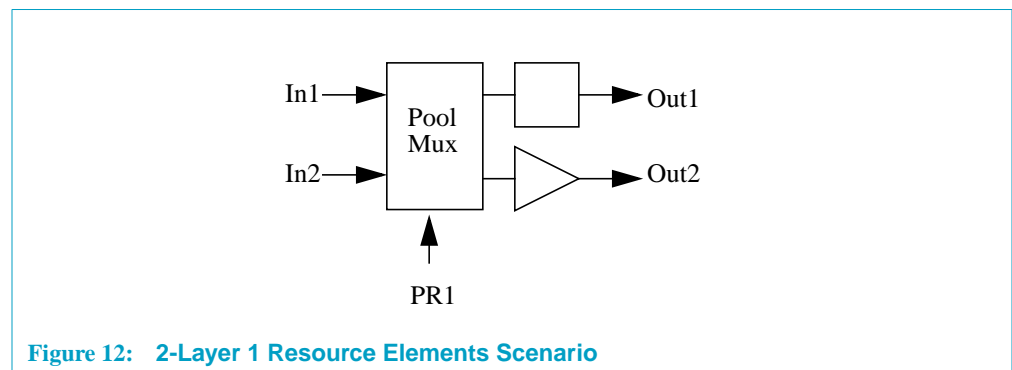 In1
Pool
Mux
Out1
In2
Out2
PR1
Figure 12: 2-Layer 1 Resource Elements Scenario